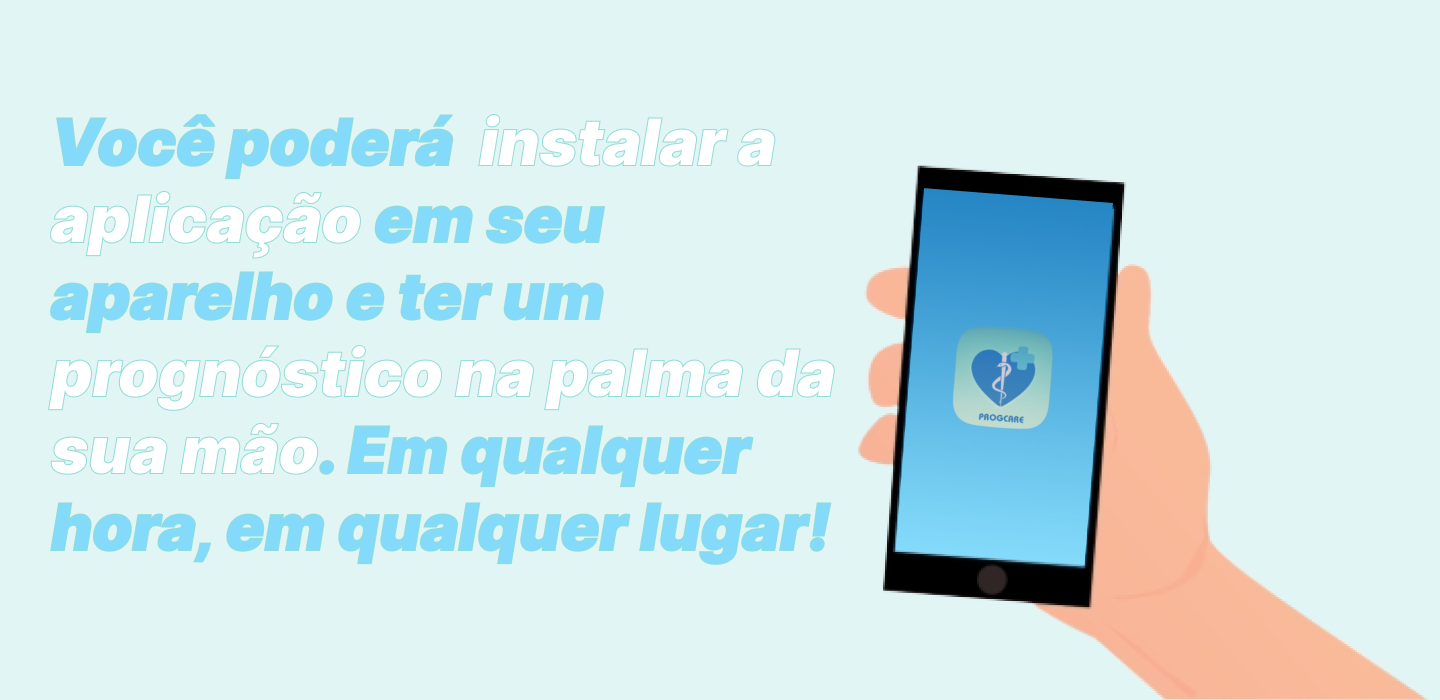 Você poderá instalar a
aplicação em seu
aparelho e ter um
prognóstico na palma da
sua mão. Em qualquer
hora, em qualquer lugar!
PROGCARE